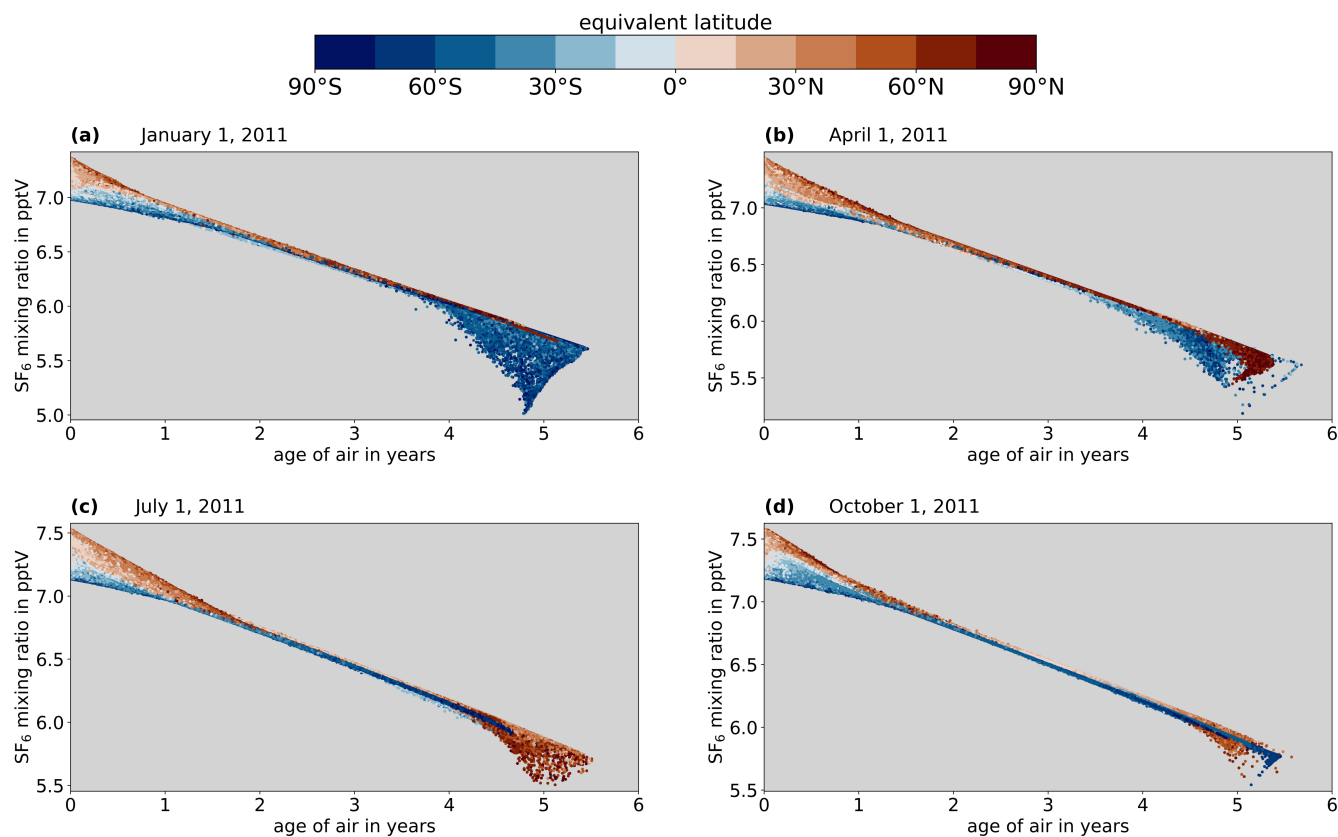 equivalent latitude
90°S 60°S 30°S 0° 30°N 60°N 90°N
(a) January 1, 2011
SF6 mixing ratio in pptV
7.0
6.5
6.0
5.5
5.0
0 1 2 3 4 5 6
age of air in years
(b) April 1, 2011
SF6 mixing ratio in pptV
7.0
6.5
6.0
5.5
0 1 2 3 4 5 6
age of air in years
(c) July 1, 2011
SF6 mixing ratio in pptV
7.5
7.0
6.5
6.0
5.5
0 1 2 3 4 5 6
age of air in years
(d) October 1, 2011
SF6 mixing ratio in pptV
7.5
7.0
6.5
6.0
5.5
0 1 2 3 4 5 6
age of air in years